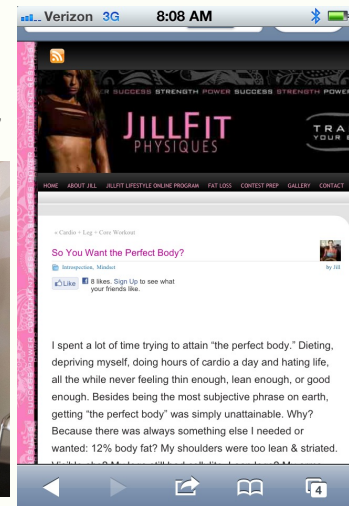 Verizon 3G 8:08 AM
SUCCESS STRENGTH POWER SUCCESS STRENGTH POWER
JILLFIT
PHYSIQUES
TRA
YOUR
HOME ABOUT JILL JILLFIT LIFESTYLE ONLINE PROGRAM FAT LOSS CONTEST PREP GALLERY CONTACT
« Cardio + Leg + Core Workout
So You Want the Perfect Body?
Introspection, Mindset
by Jill
Like 8 likes. Sign Up to see what
your friends like.
I spent a lot of time trying to attain “the perfect body.” Dieting,
depriving myself, doing hours of cardio a day and hating life,
all the while never feeling thin enough, lean enough, or good
enough. Besides being the most subjective phrase on earth,
getting “the perfect body” was simply unattainable. Why?
Because there was always something else I needed or
wanted: 12% body fat? My shoulders were too lean & striated.
4